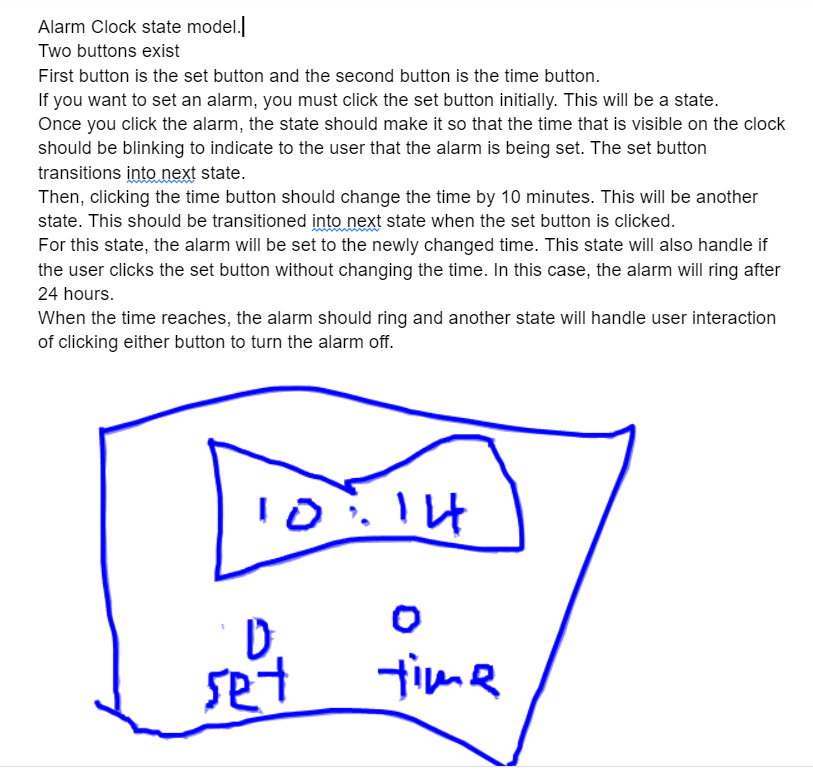 Alarm Clock state model.
Two buttons exist
First button is the set button and the second button is the time button.
If you want to set an alarm, you must click the set button initially. This will be a state.
Once you click the alarm, the state should make it so that the time that is visible on the clock
should be blinking to indicate to the user that the alarm is being set. The set button
transitions into next state.
Then, clicking the time button should change the time by 10 minutes. This will be another
state. This should be transitioned into next state when the set button is clicked.
For this state, the alarm will be set to the newly changed time. This state will also handle if
the user clicks the set button without changing the time. In this case, the alarm will ring after
24 hours.
When the time reaches, the alarm should ring and another state will handle user interaction
of clicking either button to turn the alarm off.
10:14
set time